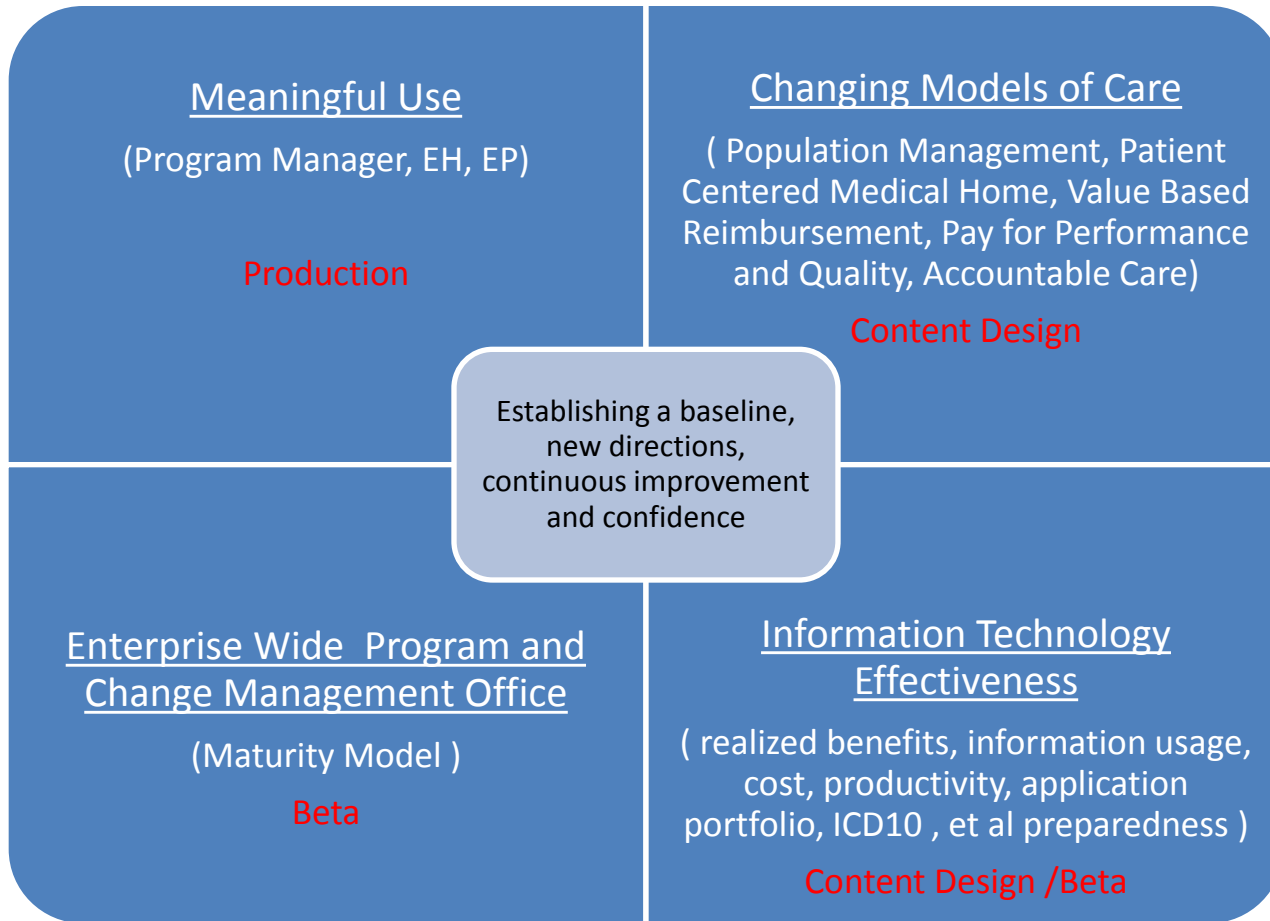 Meaningful Use
(Program Manager, EH, EP)
Production
Changing Models of Care
( Population Management, Patient
Centered Medical Home, Value Based
Reimbursement, Pay for Performance
and Quality, Accountable Care)
Content Design
Establishing a baseline,
new directions,
continuous improvement
and confidence
Enterprise Wide  Program and
Change Management Office
(Maturity Model )
Beta
Information Technology
Effectiveness
( realized benefits, information usage,
cost, productivity, application
portfolio, ICD10 , et al preparedness )
Content Design /Beta